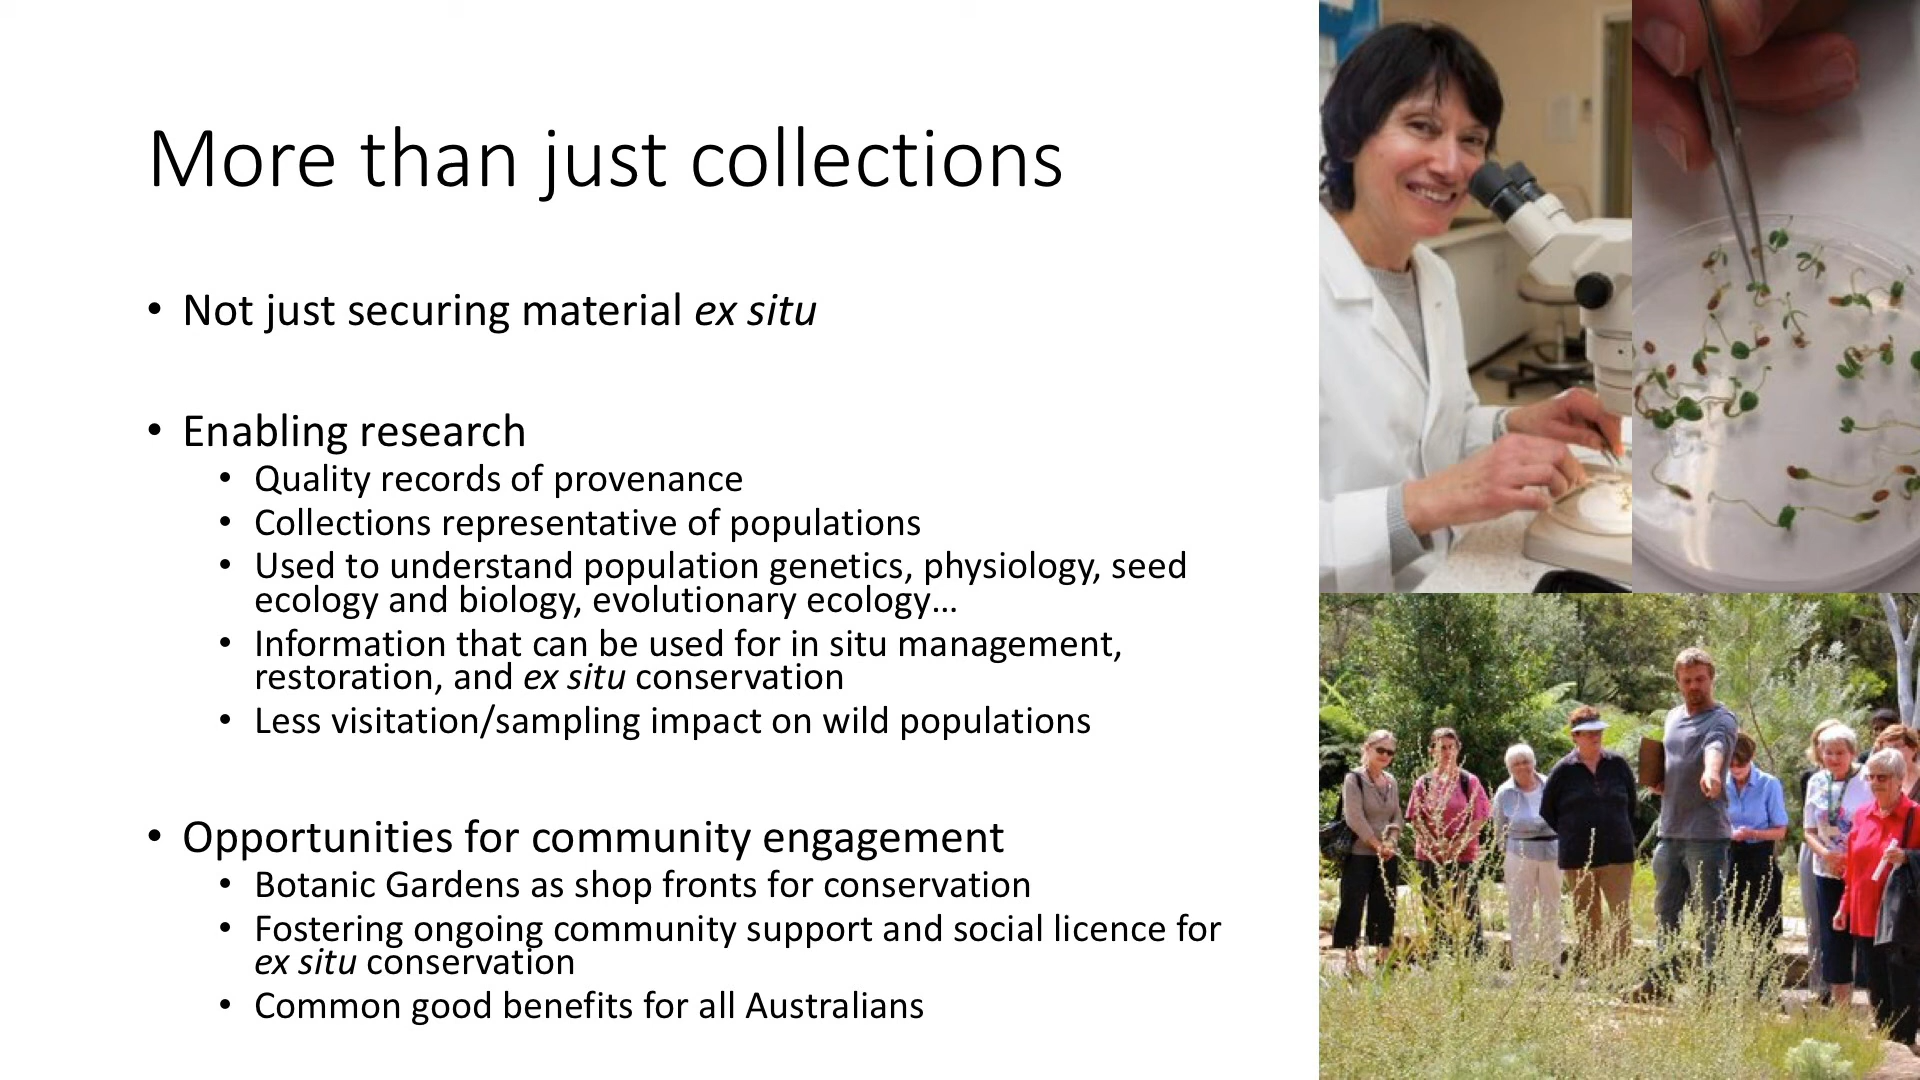 More than just collections
• Not just securing material ex situ
• Enabling research
• Quality records of provenance
• Collections representative of populations
• Used to understand population genetics, physiology, seed
ecology and biology, evolutionary ecology…
• Information that can be used for in situ management,
restoration, and ex situ conservation
• Less visitation/sampling impact on wild populations
• Opportunities for community engagement
• Botanic Gardens as shop fronts for conservation
• Fostering ongoing community support and social licence for
ex situ conservation
• Common good benefits for all Australians